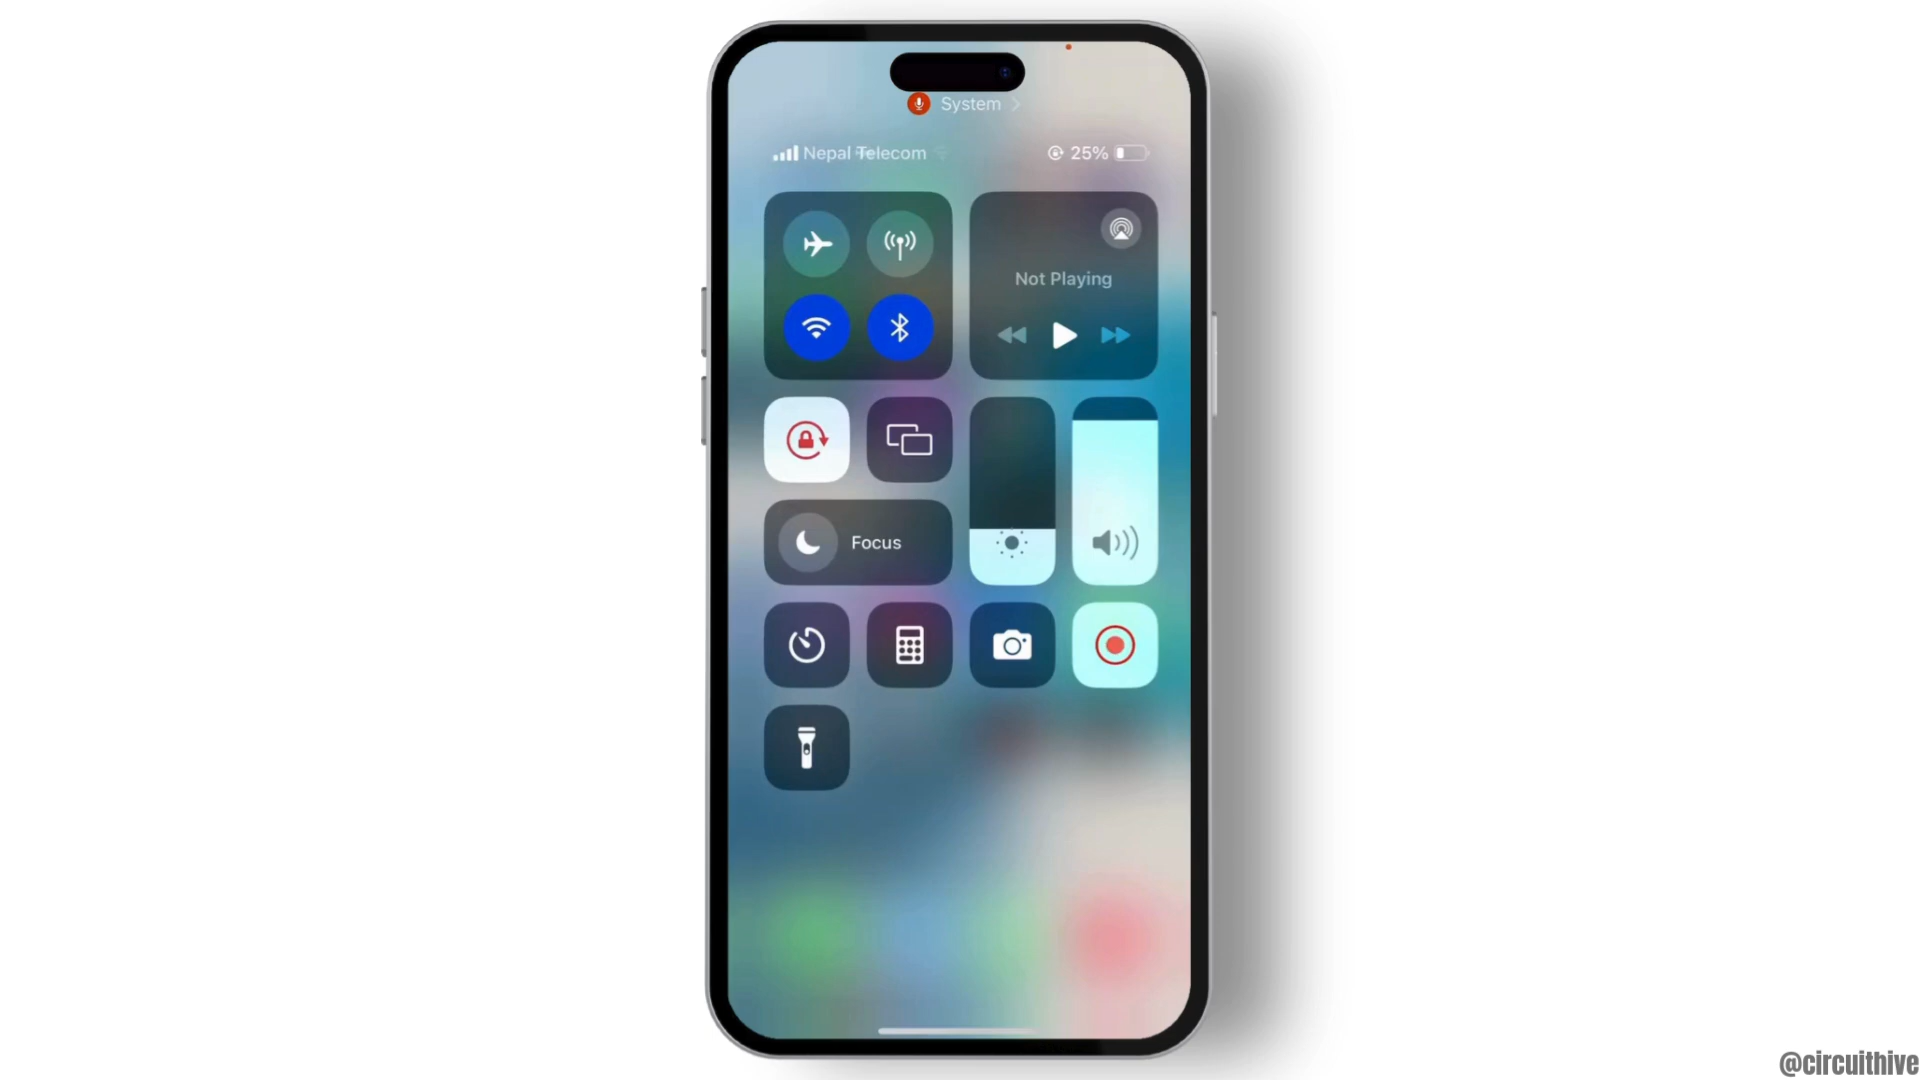 System
Nepal Telecom 25%
Not Playing
Focus
@circuithive